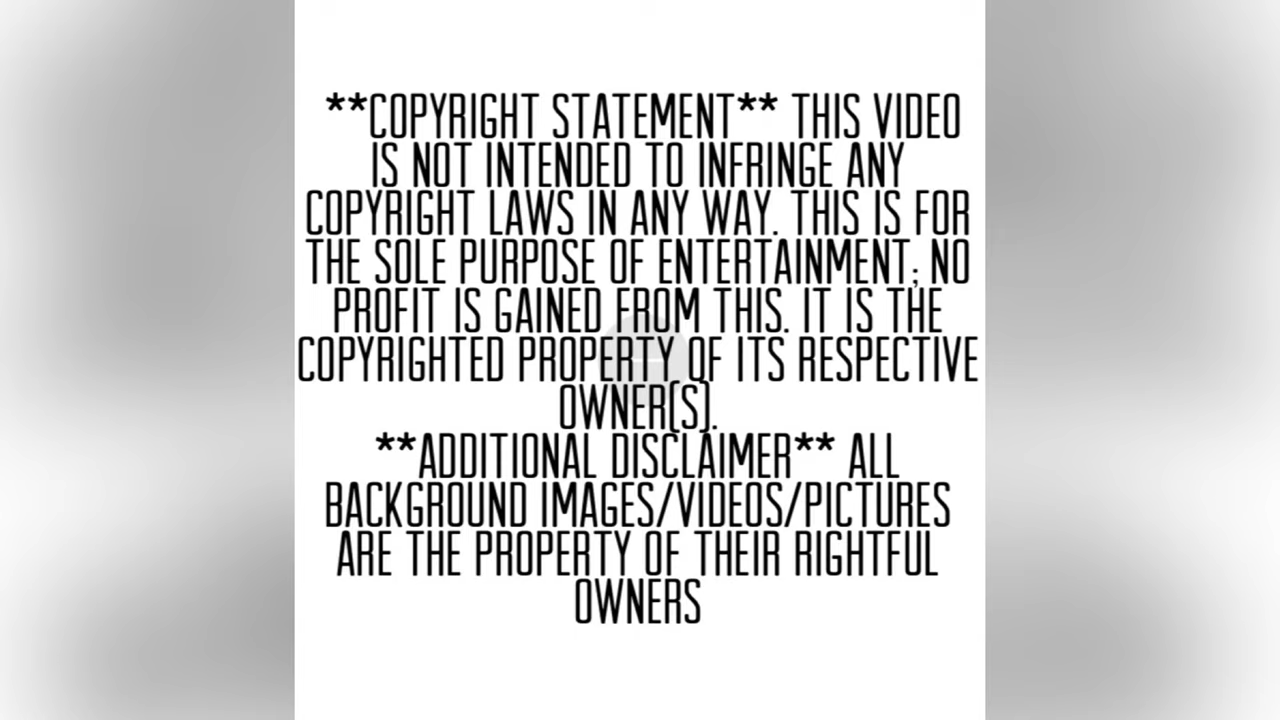 **COPYRIGHT STATEMENT** THIS VIDEO
IS NOT INTENDED TO INFRINGE ANY
COPYRIGHT LAWS IN ANY WAY. THIS IS FOR
THE SOLE PURPOSE OF ENTERTAINMENT; NO
PROFIT IS GAINED FROM THIS. IT IS THE
COPYRIGHTED PROPERTY OF ITS RESPECTIVE
OWNER(S).
**ADDITIONAL DISCLAIMER** ALL
BACKGROUND IMAGES/VIDEOS/PICTURES
ARE THE PROPERTY OF THEIR RIGHTFUL
OWNERS